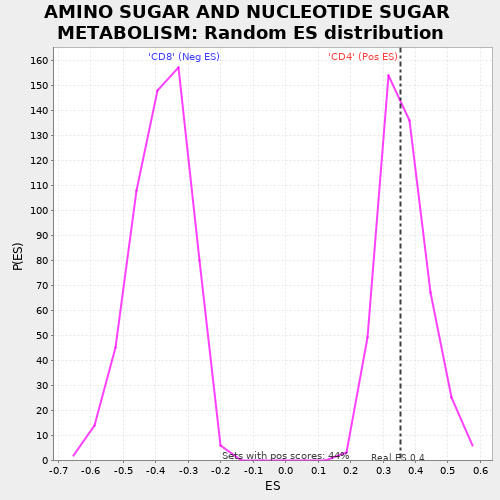 AMINO SUGAR AND NUCLEOTIDE SUGAR
METABOLISM: Random ES distribution
'CD8' (Neg ES)
'CD4' (Pos ES)
160
150
140
130
120
110
100
90
80
70
60
50
40
30
20
10
0
P(ES)
Sets with pos scores: 44%
Real ES 0.4
-0.7 -0.6 -0.5 -0.4 -0.3 -0.2 -0.1 0.0 0.1 0.2 0.3 0.4 0.5 0.6
ES